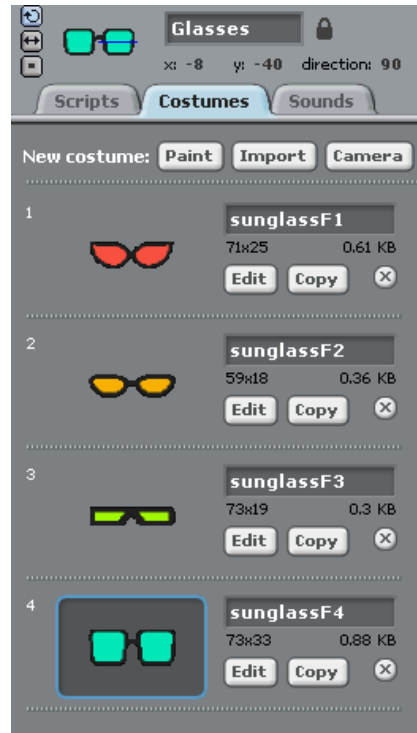 Glasses
x: -8 y: -40 direction: 90
Scripts Costumes Sounds
New costume: Paint Import Camera
1
sunglassF1
71x25 0.61 KB
Edit Copy
2
sunglassF2
59x18 0.36 KB
Edit Copy
3
sunglassF3
73x19 0.3 KB
Edit Copy
4
sunglassF4
73x33 0.88 KB
Edit Copy